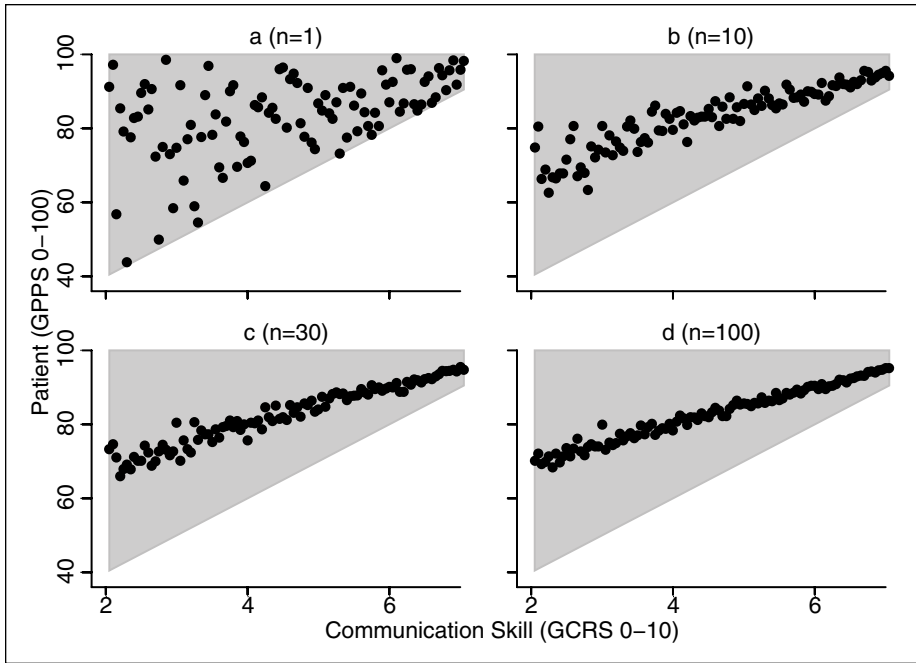 a (n=1)
b (n=10)
100
80
60
40
c (n=30)
d (n=100)
100
80
60
40
2
4
6
2
4
6
Patient (GPPS 0−100)
Communication Skill (GCRS 0−10)